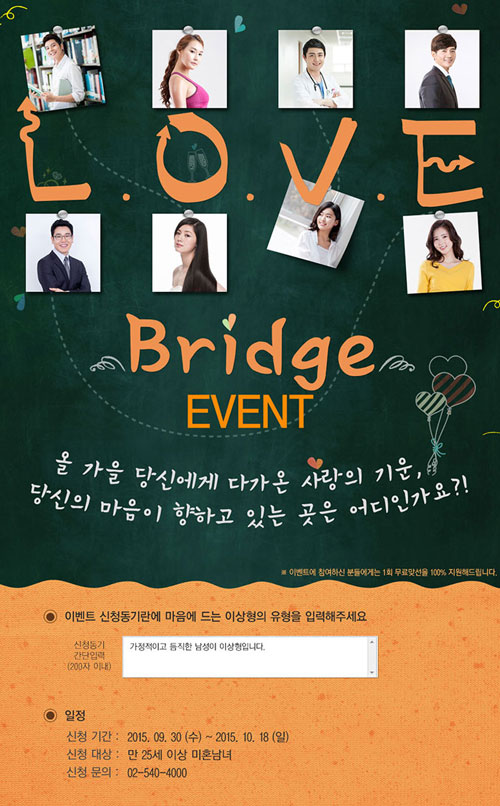 L.O.V.E
Bridge
EVENT
올 가을 당신에게 다가온 사랑의 기운,
당신의 마음이 향하고 있는 곳은 어디인가요?!
※ 이벤트에 참여하신 분들에게는 1회 무료맞선을 100% 지원해드립니다.
이벤트 신청동기란에 마음에 드는 이상형의 유형을 입력해주세요
신청동기
간단입력
(200자 이내)
가정적이고 듬직한 남성이 이상형입니다.
일정
신청 기간 : 2015. 09. 30 (수) ~ 2015. 10. 18 (일)
신청 대상 : 만 25세 이상 미혼남녀
신청 문의 : 02-540-4000